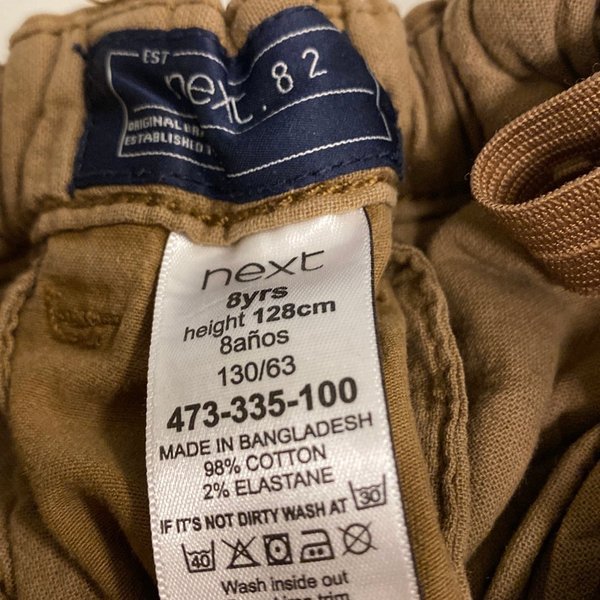 EST
next.82
ORIGINAL
ESTABLISHED
next
8yrs
height 128cm
8años
130/63
473-335-100
MADE IN BANGLADESH
98% COTTON
2% ELASTANE
IF IT'S NOT DIRTY WASH AT 30
40
Wash inside out
trim